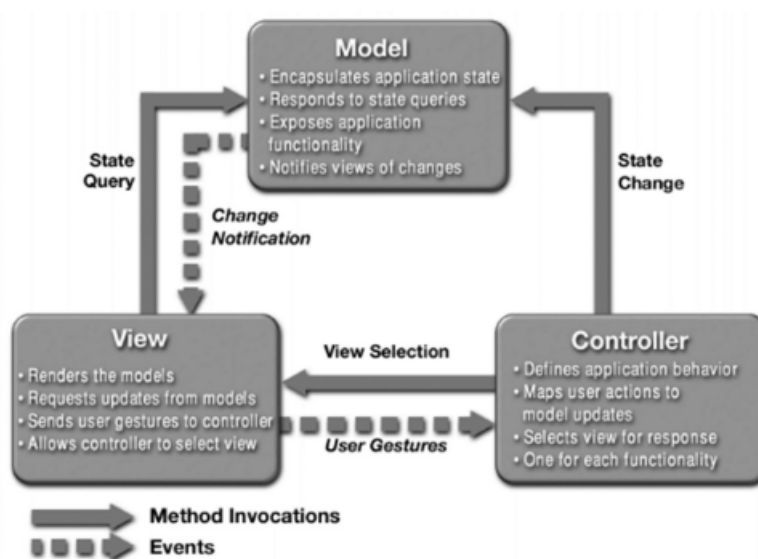 Model
• Encapsulates application state
• Responds to state queries
• Exposes application
functionality
• Notifies views of changes
State
Query
Change
Notification
State
Change
View
• Renders the models
• Requests updates from models
• Sends user gestures to controller
• Allows controller to select view
View Selection
User Gestures
Controller
• Defines application behavior
• Maps user actions to
model updates
• Selects view for response
• One for each functionality
Method Invocations
Events